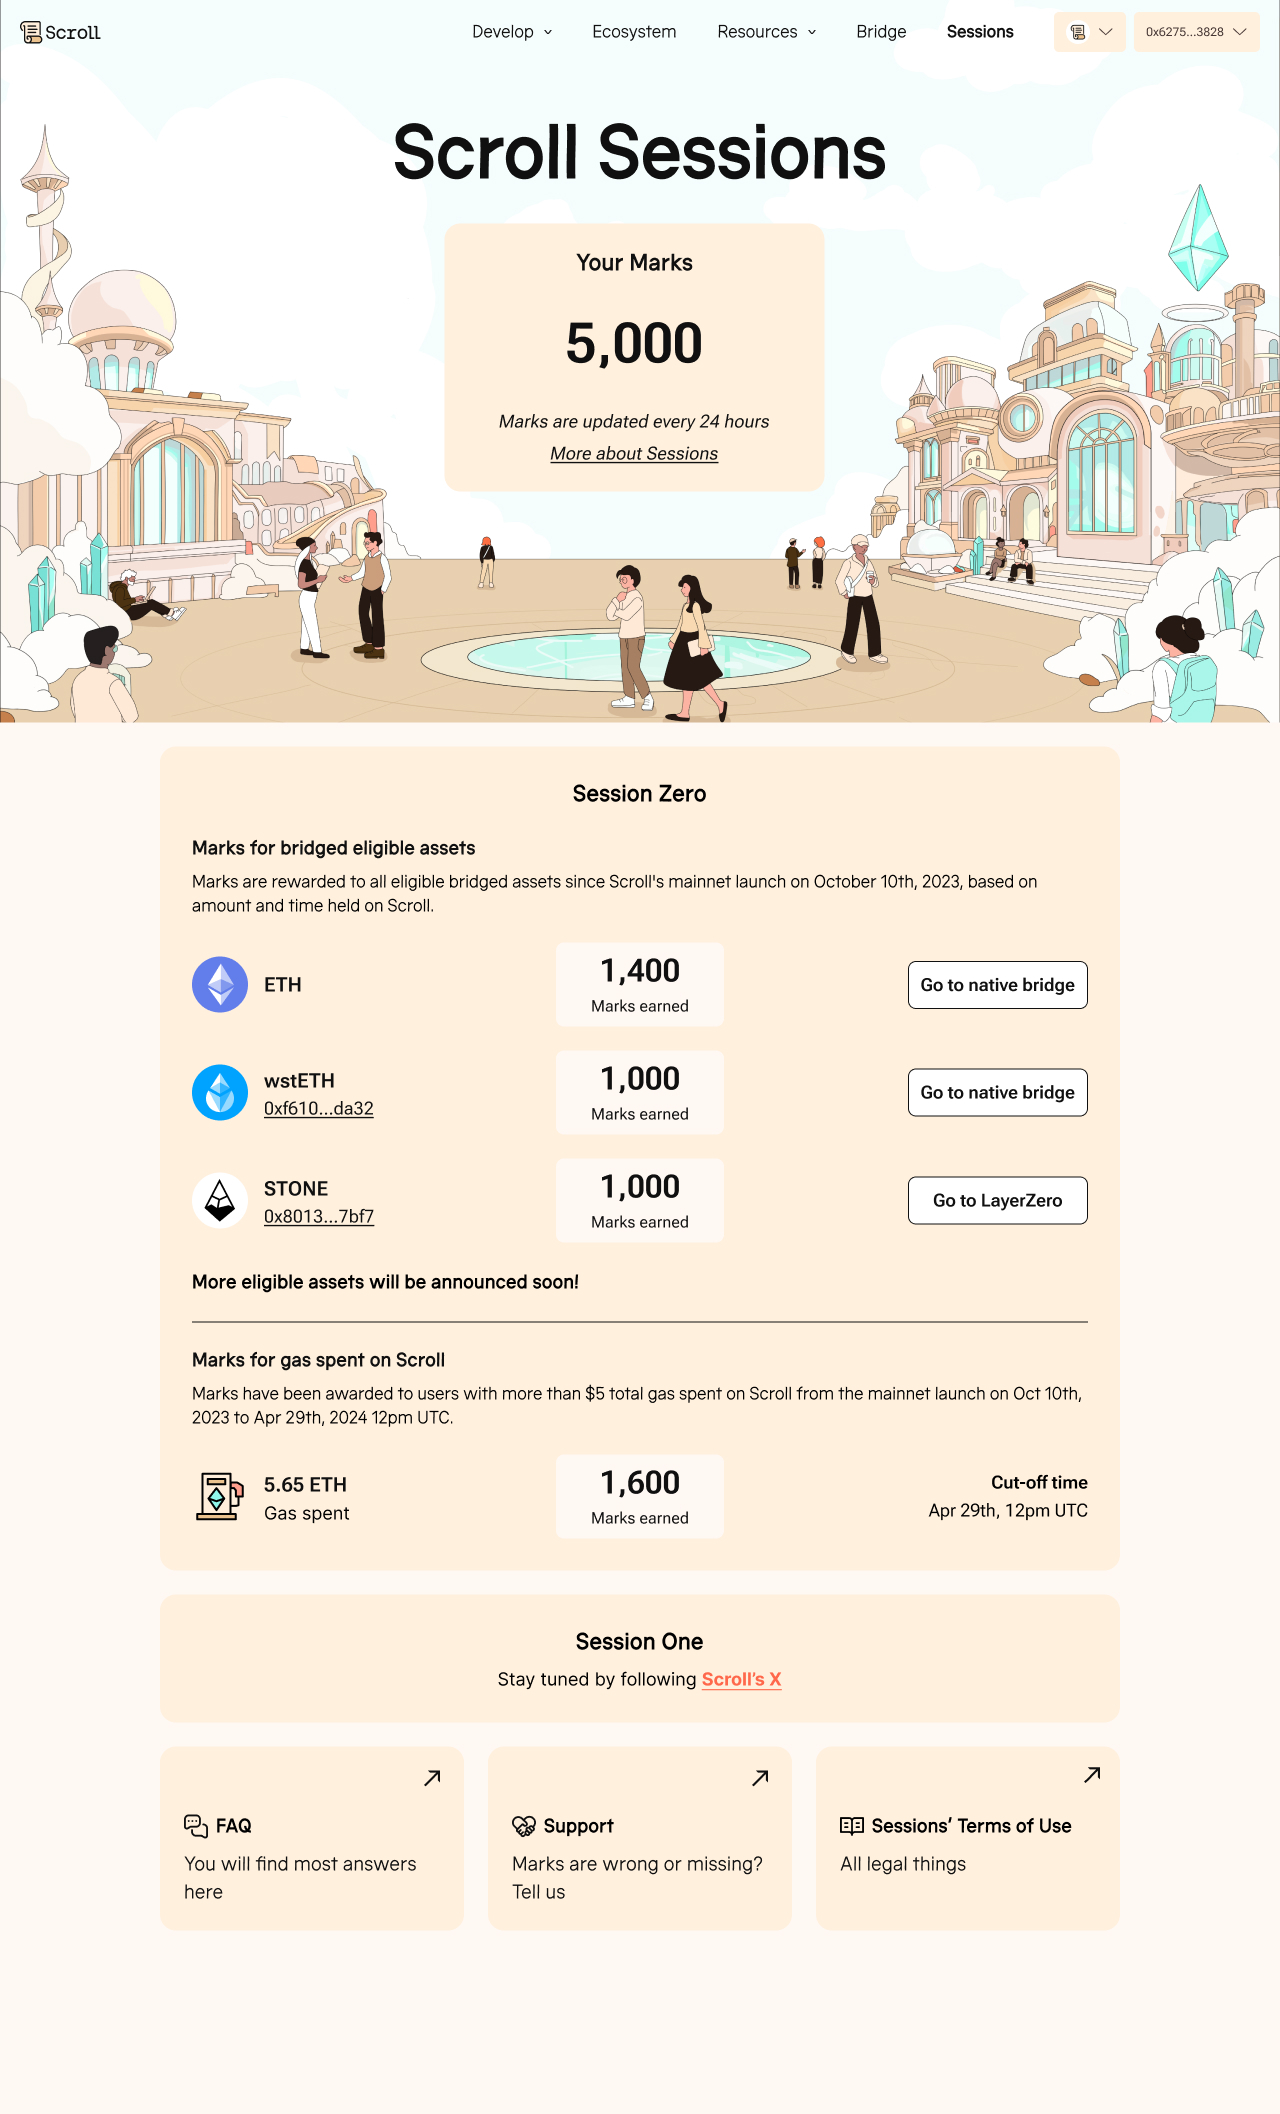 Scroll
Develop
Ecosystem
Resources
Bridge
Sessions
0x6275...3828
Scroll Sessions
Your Marks
5,000
Marks are updated every 24 hours
More about Sessions
Session Zero
Marks for bridged eligible assets
Marks are rewarded to all eligible bridged assets since Scroll's mainnet launch on October 10th, 2023, based on
amount and time held on Scroll.
ETH
1,400
Marks earned
Go to native bridge
wstETH
0xf610...da32
1,000
Marks earned
Go to native bridge
STONE
0x8013...7bf7
1,000
Marks earned
Go to LayerZero
More eligible assets will be announced soon!
Marks for gas spent on Scroll
Marks have been awarded to users with more than $5 total gas spent on Scroll from the mainnet launch on Oct 10th,
2023 to Apr 29th, 2024 12pm UTC.
5.65 ETH
Gas spent
1,600
Marks earned
Cut-off time
Apr 29th, 12pm UTC
Session One
Stay tuned by following Scroll’s X
FAQ
You will find most answers
here
Support
Marks are wrong or missing?
Tell us
Sessions’ Terms of Use
All legal things